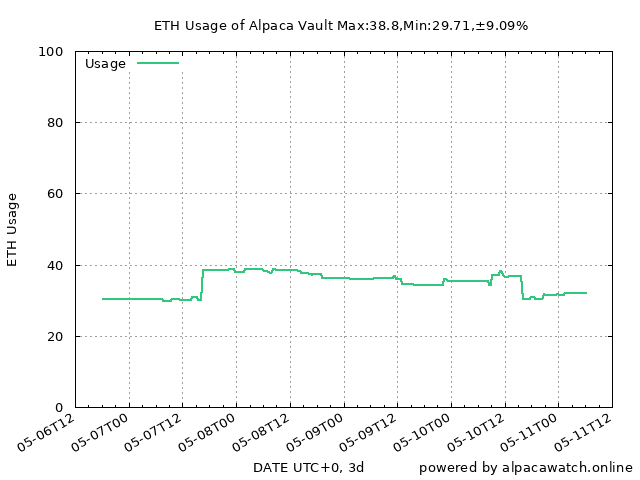 ETH Usage of Alpaca Vault Max:38.8,Min:29.71,±9.09%
Usage
100
80
60
40
20
0
ETH Usage
05-06T12
05-07T00
05-07T12
05-08T00
05-08T12
05-09T00
05-09T12
05-10T00
05-10T12
05-11T00
05-11T12
DATE UTC+0, 3d
powered by alpacawatch.online